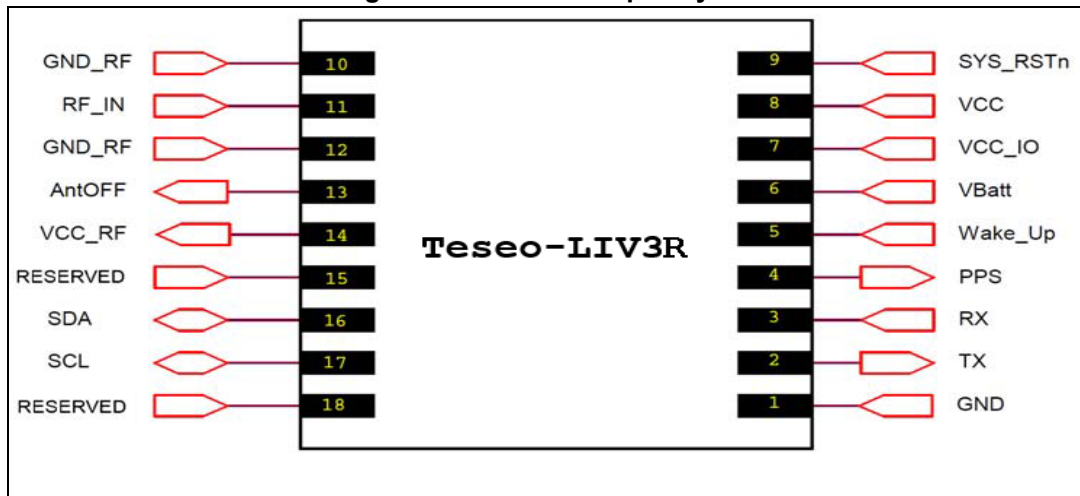 GND_RF 10 9 SYS_RSTn
RF_IN 11 8 VCC
GND_RF 12 7 VCC_IO
AntOFF 13 6 VBatt
VCC_RF 14 Teseo-LIV3R 5 Wake_Up
RESERVED 15 4 PPS
SDA 16 3 RX
SCL 17 2 TX
RESERVED 18 1 GND